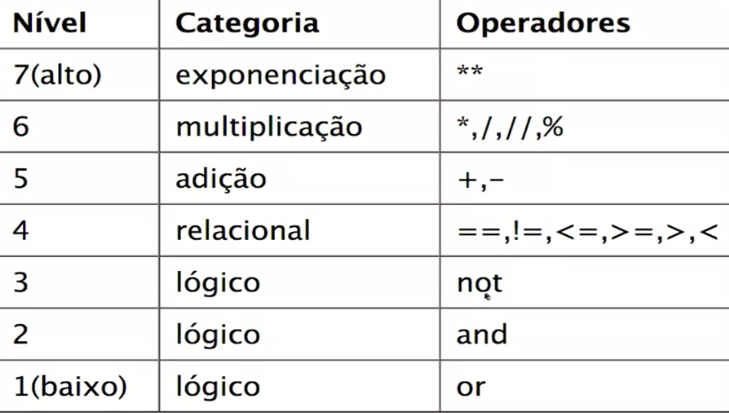 Nível Categoria Operadores
7(alto) exponenciação **
6 multiplicação *,/,//,%
5 adição +,-
4 relacional ==,!=,<=,>=,>,<
3 lógico not
2 lógico and
1(baixo) lógico or